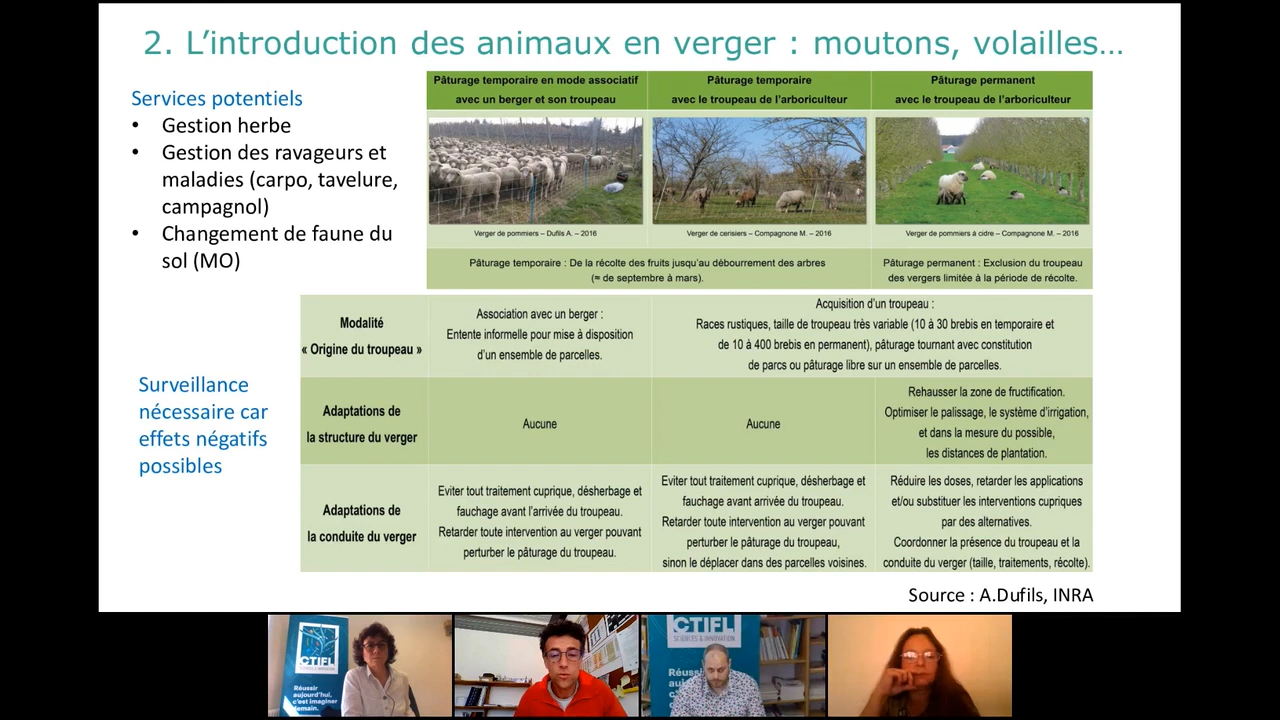 2. L’introduction des animaux en verger : moutons, volailles…
Services potentiels
• Gestion herbe
• Gestion des ravageurs et
maladies (carpo, tavelure,
campagnol)
• Changement de faune du
sol (MO)
Pâturage temporaire en mode associatif
avec un berger et son troupeau
Pâturage temporaire
avec le troupeau de l’arboriculteur
Pâturage permanent
avec le troupeau de l’arboriculteur
Verger de pommiers – Dufils A. – 2016
Verger de cerisiers – Compagnone M. – 2016
Verger de pommiers à cidre – Compagnone M. – 2016
Pâturage temporaire : De la récolte des fruits jusqu’au débourrement des arbres
(≈ de septembre à mars).
Pâturage permanent : Exclusion du troupeau
des vergers limitée à la période de récolte.
Modalité
« Origine du troupeau »
Association avec un berger :
Entente informelle pour mise à disposition
d’un ensemble de parcelles.
Acquisition d’un troupeau :
Races rustiques, taille de troupeau très variable (10 à 30 brebis en temporaire et
de 10 à 400 brebis en permanent), pâturage tournant avec constitution
de parcs ou pâturage libre sur un ensemble de parcelles.
Surveillance
nécessaire car
effets négatifs
possibles
Adaptations de
la structure du verger
Aucune
Aucune
Rehausser la zone de fructification.
Optimiser le palissage, le système d’irrigation,
et dans la mesure du possible,
les distances de plantation.
Adaptations de
la conduite du verger
Eviter tout traitement cuprique, désherbage et
fauchage avant l’arrivée du troupeau.
Retarder toute intervention au verger pouvant
perturber le pâturage du troupeau.
Eviter tout traitement cuprique, désherbage et
fauchage avant arrivée du troupeau.
Retarder toute intervention au verger pouvant
perturber le pâturage du troupeau,
sinon le déplacer dans des parcelles voisines.
Réduire les doses, retarder les applications
et/ou substituer les interventions cupriques
par des alternatives.
Coordonner la présence du troupeau et la
conduite du verger (taille, traitements, récolte).
Source : A.Dufils, INRA
CTIFL
Réussir
aujourd’hui,
c’est imaginer
demain.
CTIFL
SCIENCES & INNOVATION
Réussir